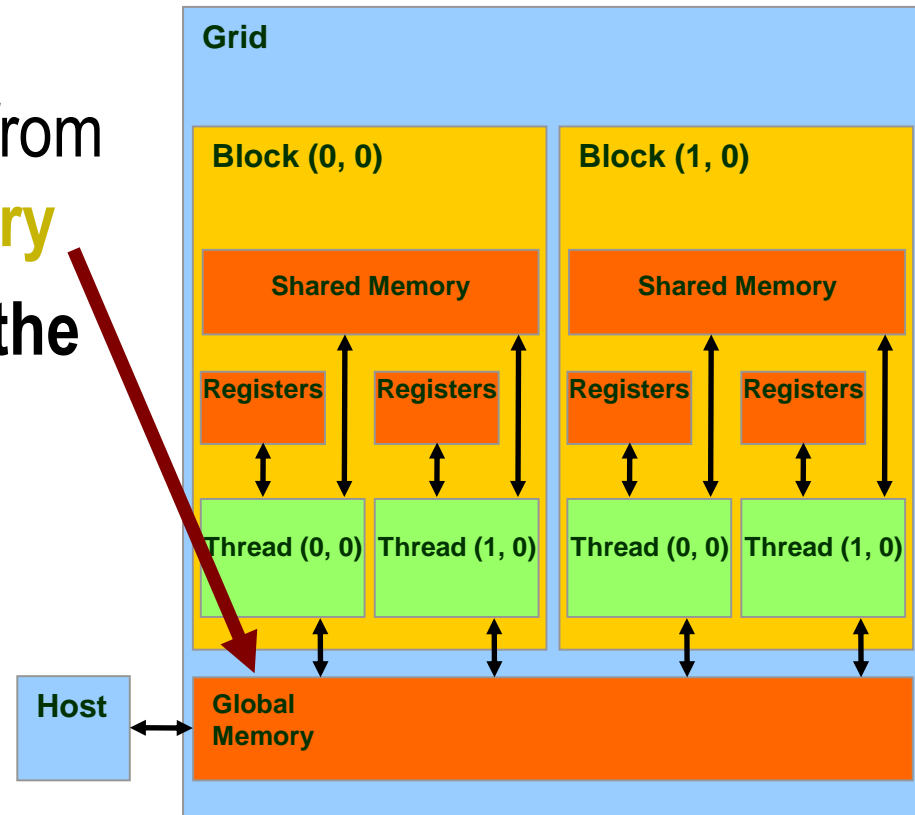 Grid
from
ry
the
Block (0, 0)
Block (1, 0)
Shared Memory
Shared Memory
Registers
Registers
Registers
Registers
Thread (0, 0)
Thread (1, 0)
Thread (0, 0)
Thread (1, 0)
Host
Global
Memory